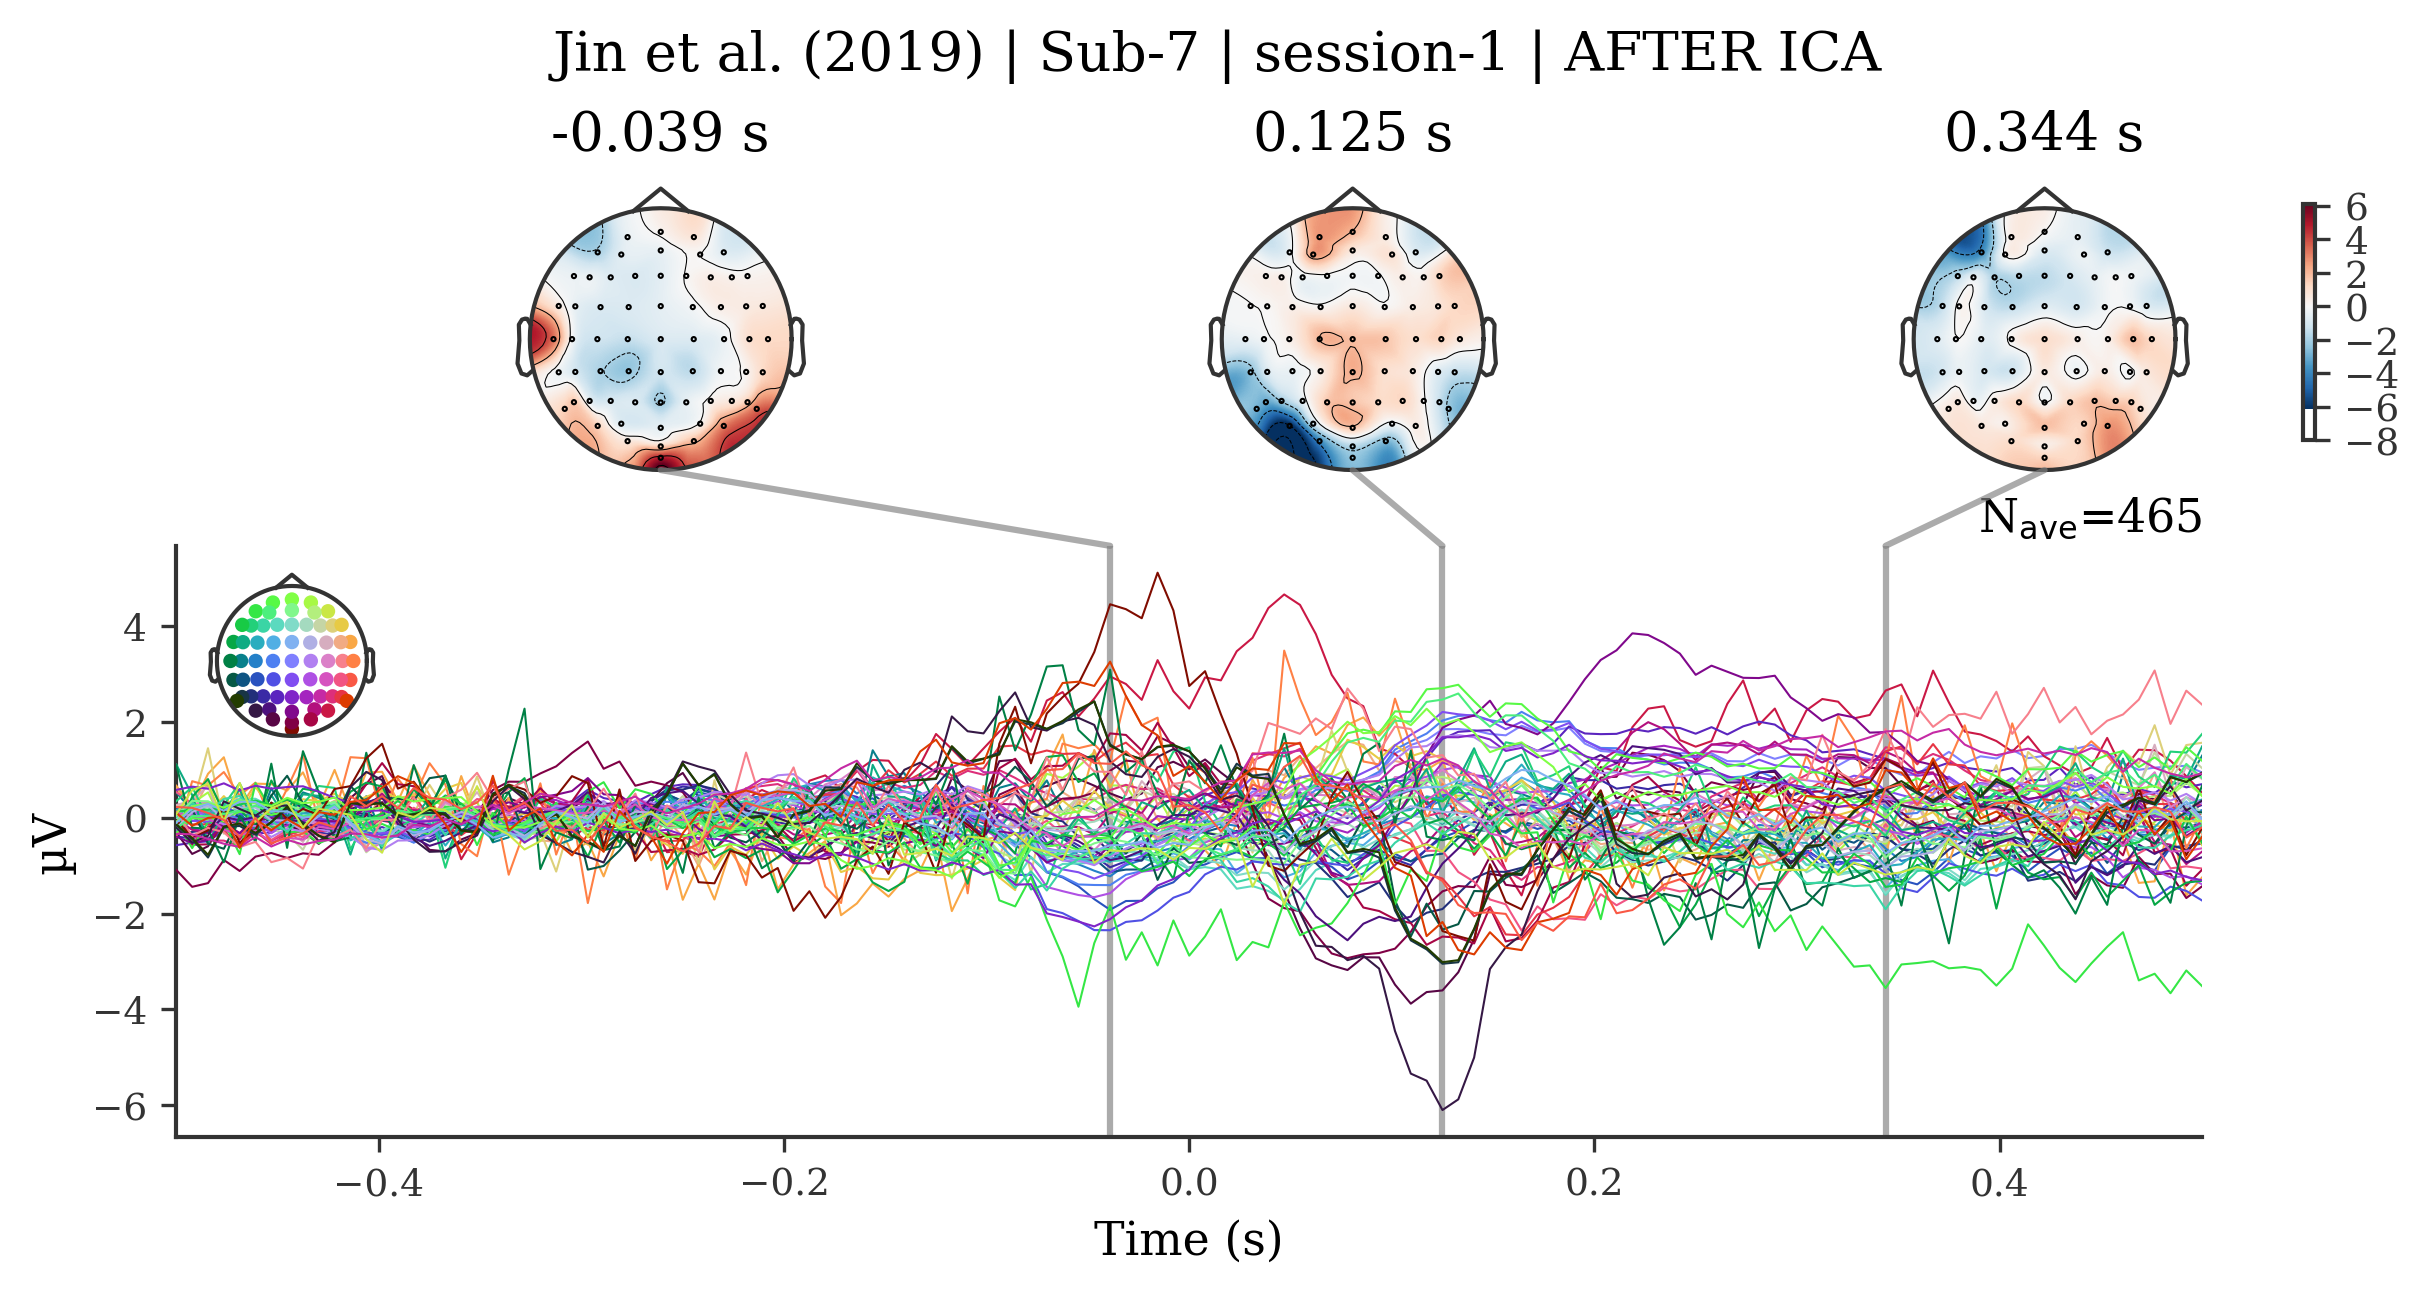 Jin et al. (2019) | Sub-7 | session-1 | AFTER ICA
-0.039 s
0.125 s
0.344 s
6
4
2
0
−2
−4
−6
−8
Nave=465
4
2
0
−2
−4
−6
µV
−0.4
−0.2
0.0
0.2
0.4
Time (s)